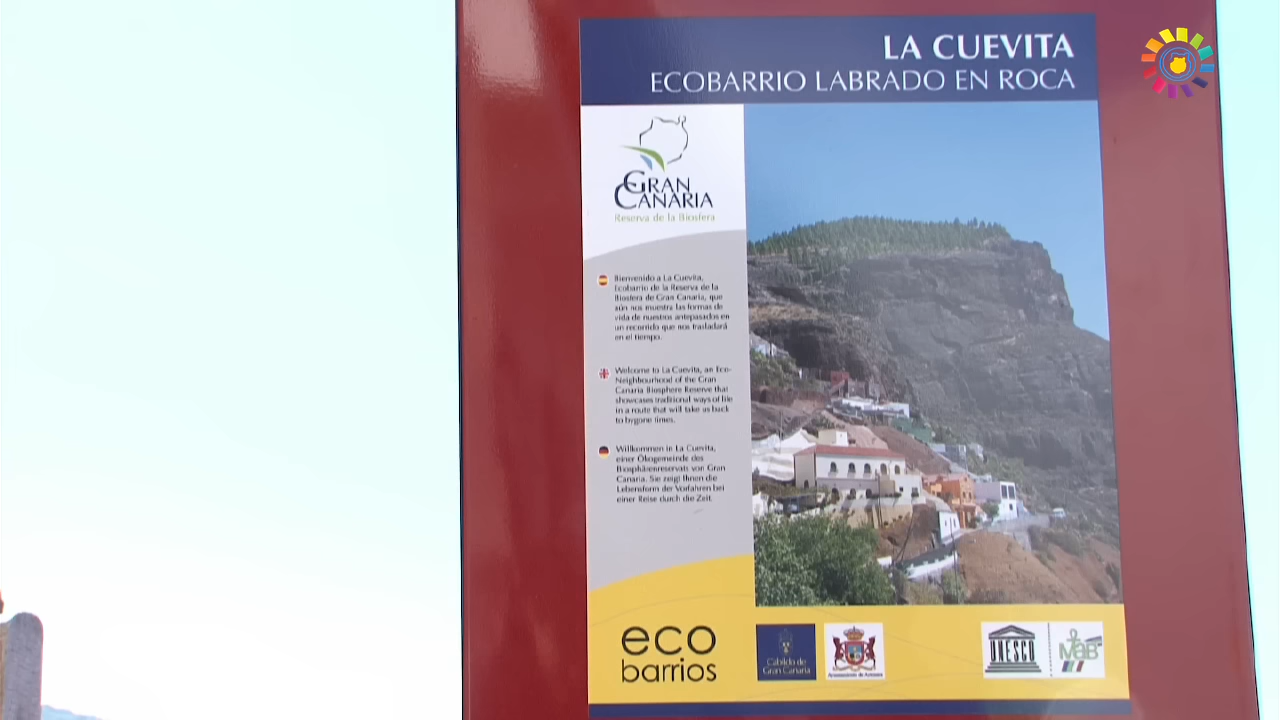 LA CUEVITA
ECOBARRIO LABRADO EN ROCA
GRAN
CANARIA
Reserva de la Biosfera
Bienvenido a La Cuevita,
Ecobarrio de la Reserva de la
Biosfera de Gran Canaria, que
aún nos muestra las formas de
vida de nuestros antepasados en
un recorrido que nos trasladará
en el tiempo.
Welcome to La Cuevita, an Eco-
Neighbourhood of the Gran
Canaria Biosphere Reserve that
showcases traditional ways of life
in a route that will take us back
to bygone times.
Willkommen in La Cuevita,
einer Ökogemeinde des
Biosphärenreservats von Gran
Canaria. Sie zeigt Ihnen die
Lebensform der Vorfahren bei
einer Reise durch die Zeit.
eco
barrios
Cabildo de
Gran Canaria
Ayuntamiento de Artenara
UNESCO
MAB